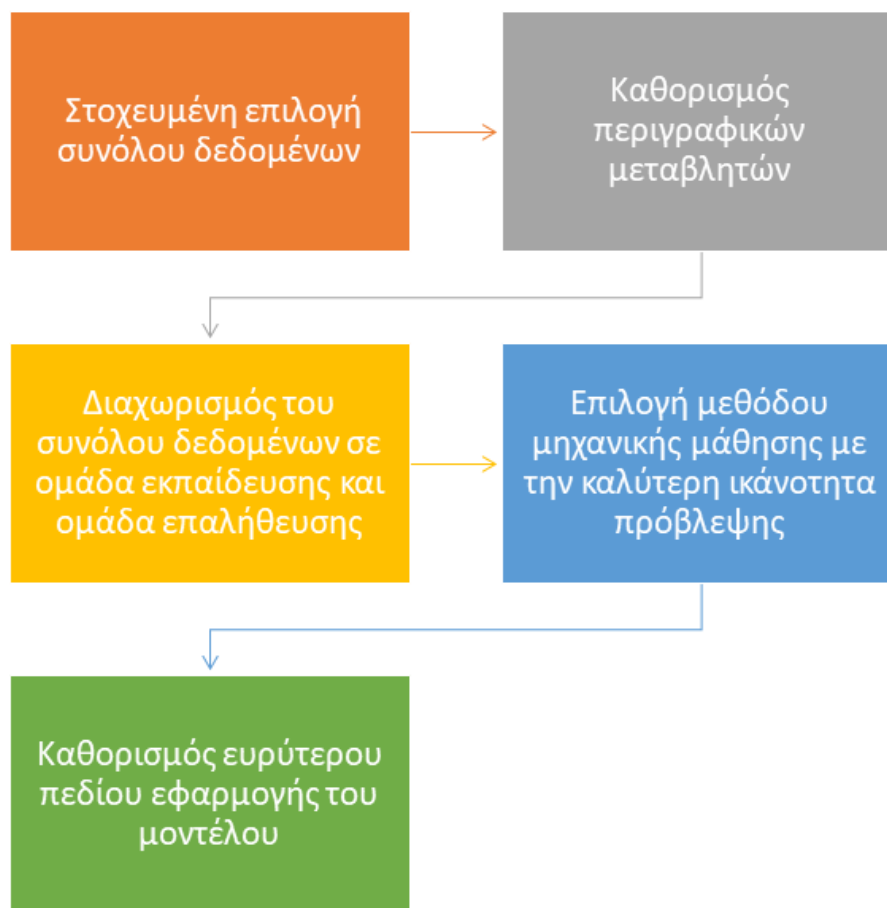 Στοχευμένη επιλογή
συνόλου δεδομένων
Καθορισμός
περιγραφικών
μεταβλητών
Διαχωρισμός του
συνόλου δεδομένων σε
ομάδα εκπαίδευσης και
ομάδα επαλήθευσης
Επιλογή μεθόδου
μηχανικής μάθησης με
την καλύτερη ικάνοτητα
πρόβλεψης
Καθορισμός ευρύτερου
πεδίου εφαρμογής του
μοντέλου